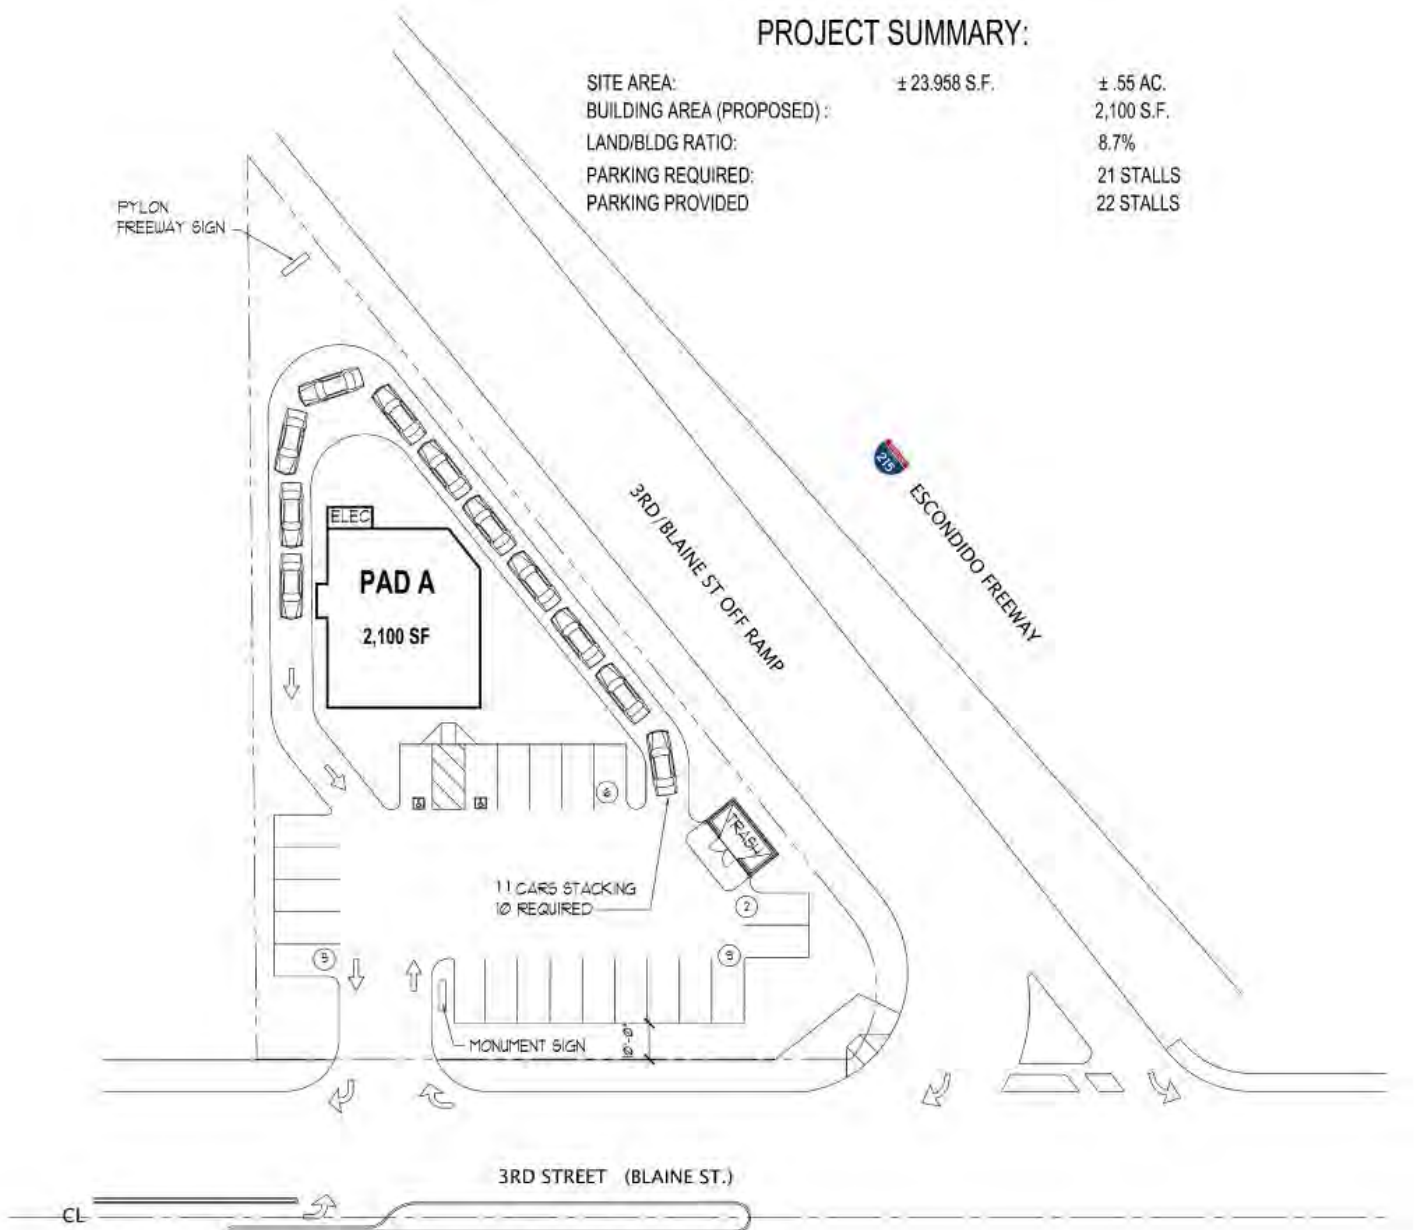 PROJECT SUMMARY:
SITE AREA: ± 23.958 S.F. ± .55 AC.
BUILDING AREA (PROPOSED) : 2,100 S.F.
LAND/BLDG RATIO: 8.7%
PARKING REQUIRED: 21 STALLS
PARKING PROVIDED 22 STALLS
PYLON
FREEWAY SIGN
215
ESCONDIDO FREEWAY
3RD/BLAINE ST OFF RAMP
ELEC
PAD A
2,100 SF
6
TRASH
11 CARS STACKING
10 REQUIRED
2
5
9
MONUMENT SIGN
10'-0"
3RD STREET (BLAINE ST.)
CL